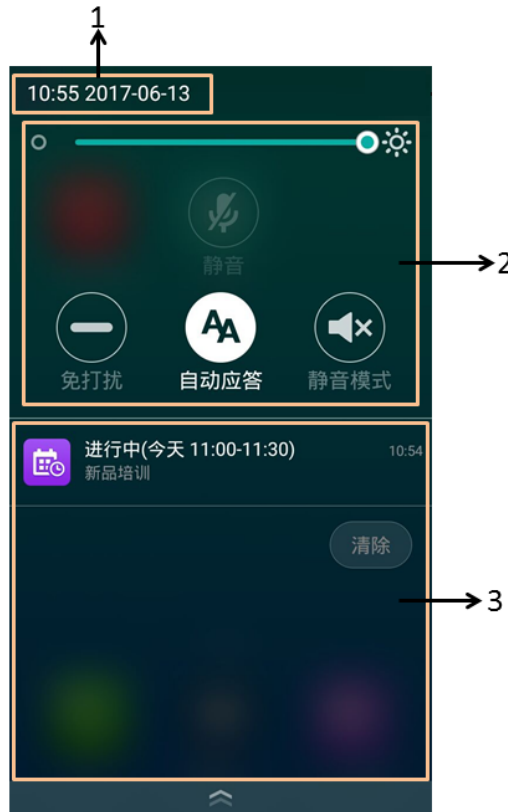 1
10:55 2017-06-13
静音
2
免打扰 自动应答 静音模式
进行中(今天 11:00-11:30) 10:54
新品培训
清除
3